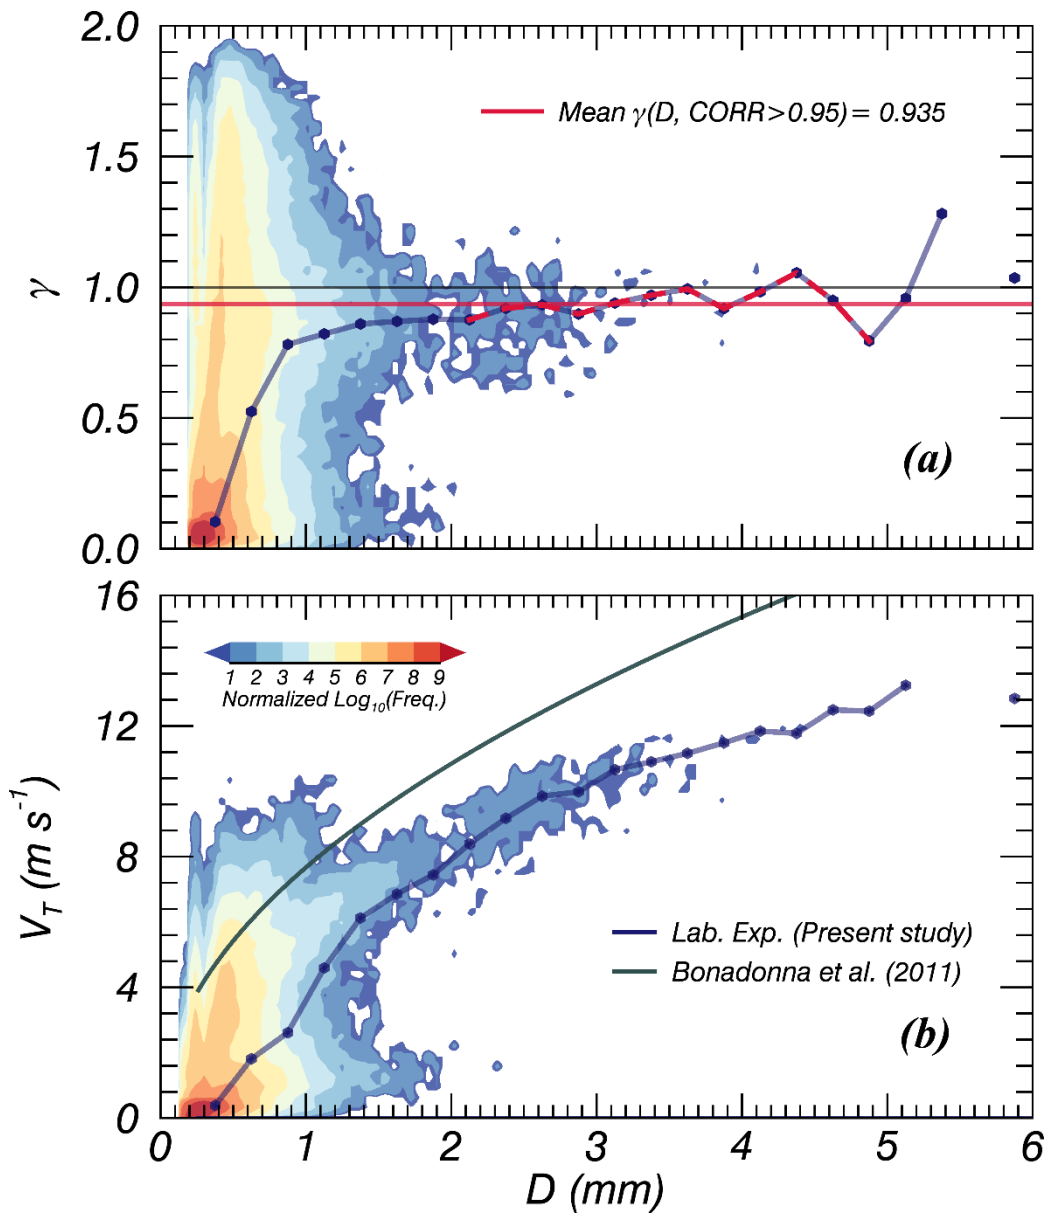 2.0
1.5
1.0
0.5
0.0
γ
Mean γ(D, CORR>0.95)= 0.935
(a)
16
12
8
4
0
V_T (m s⁻¹)
1 2 3 4 5 6 7 8 9
Normalized Log₁₀(Freq.)
Lab. Exp. (Present study)
Bonadonna et al. (2011)
(b)
0 1 2 3 4 5 6
D (mm)